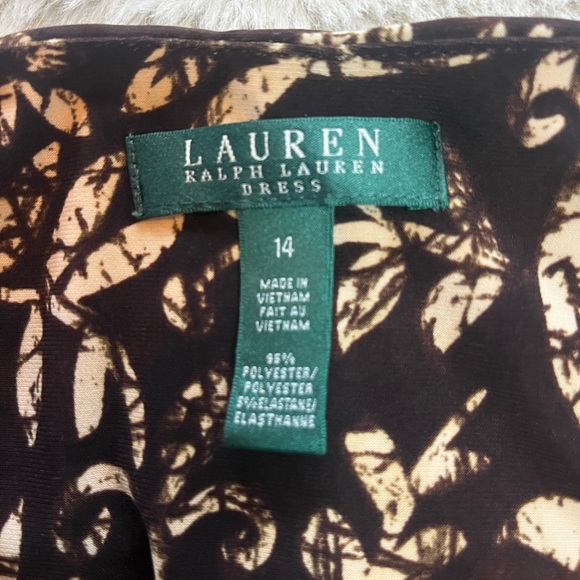 LAUREN
RALPH LAUREN
DRESS
14
MADE IN
VIETNAM
FAIT AU
VIETNAM
95%
POLYESTER/
POLYESTER
5%ELASTANE/
ELASTHANNE